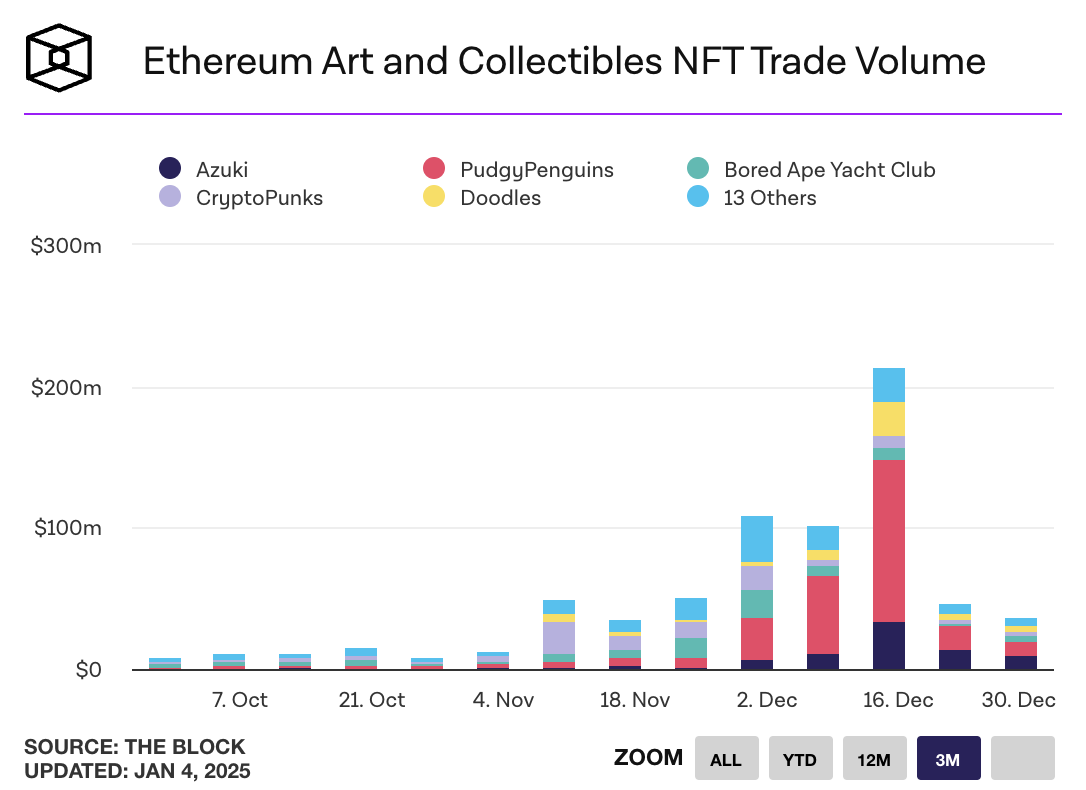 Ethereum Art and Collectibles NFT Trade Volume
Azuki PudgyPenguins Bored Ape Yacht Club
CryptoPunks Doodles 13 Others
$300m
$200m
$100m
$0
7. Oct 21. Oct 4. Nov 18. Nov 2. Dec 16. Dec 30. Dec
SOURCE: THE BLOCK
UPDATED: JAN 4, 2025
ZOOM ALL YTD 12M 3M